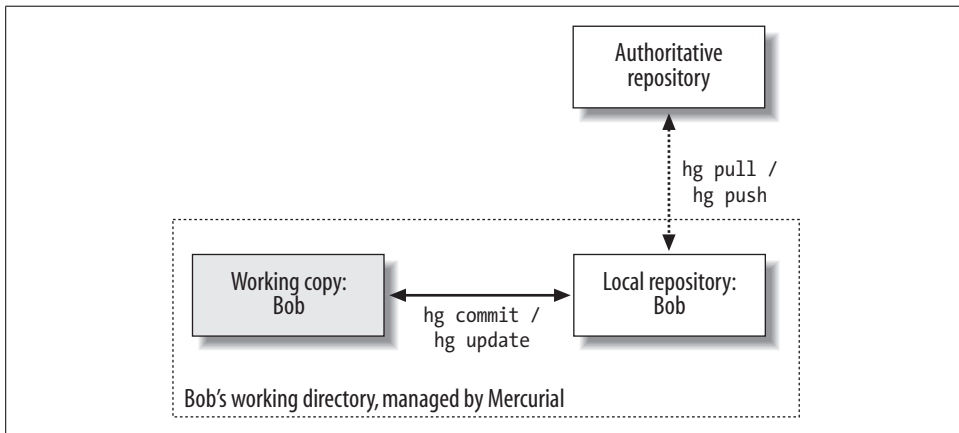 Authoritative
repository
hg pull /
hg push
Working copy:
Bob
hg commit /
hg update
Local repository:
Bob
Bob's working directory, managed by Mercurial